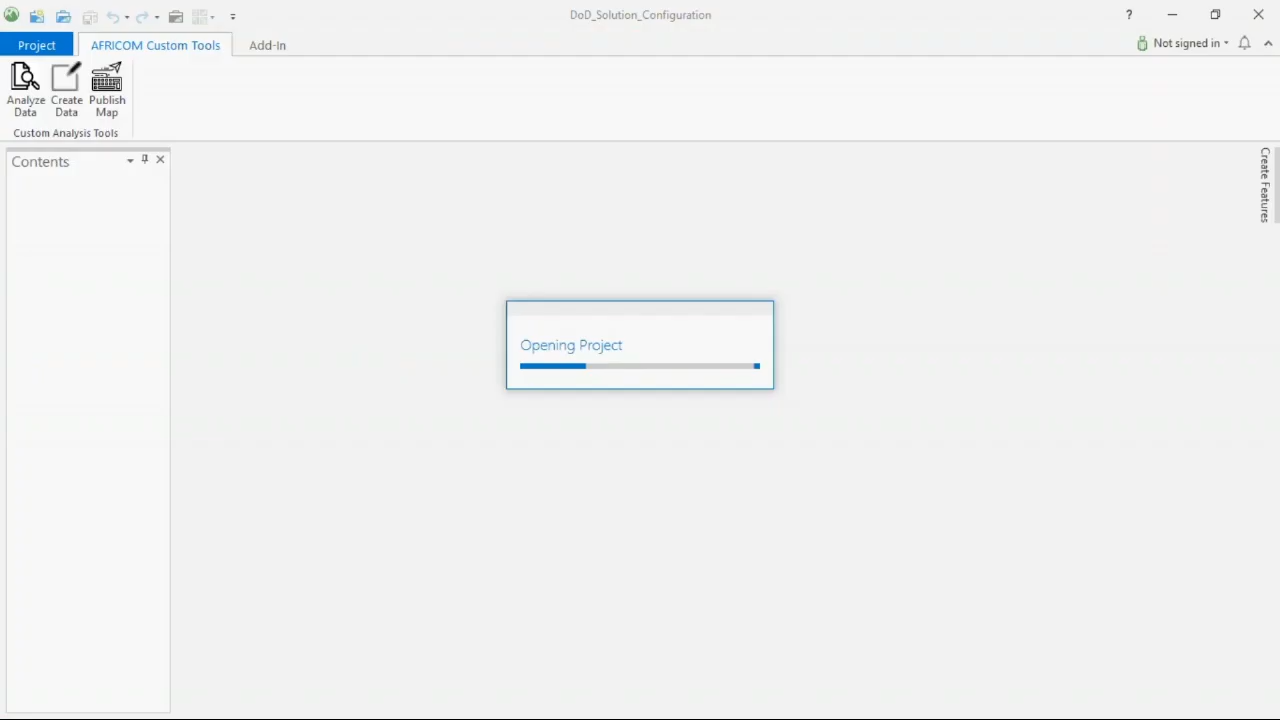 DoD_Solution_Configuration
?
Project
AFRICOM Custom Tools
Add-In
Not signed in
Analyze Data
Create Data
Publish Map
Custom Analysis Tools
Contents
Create Features
Opening Project